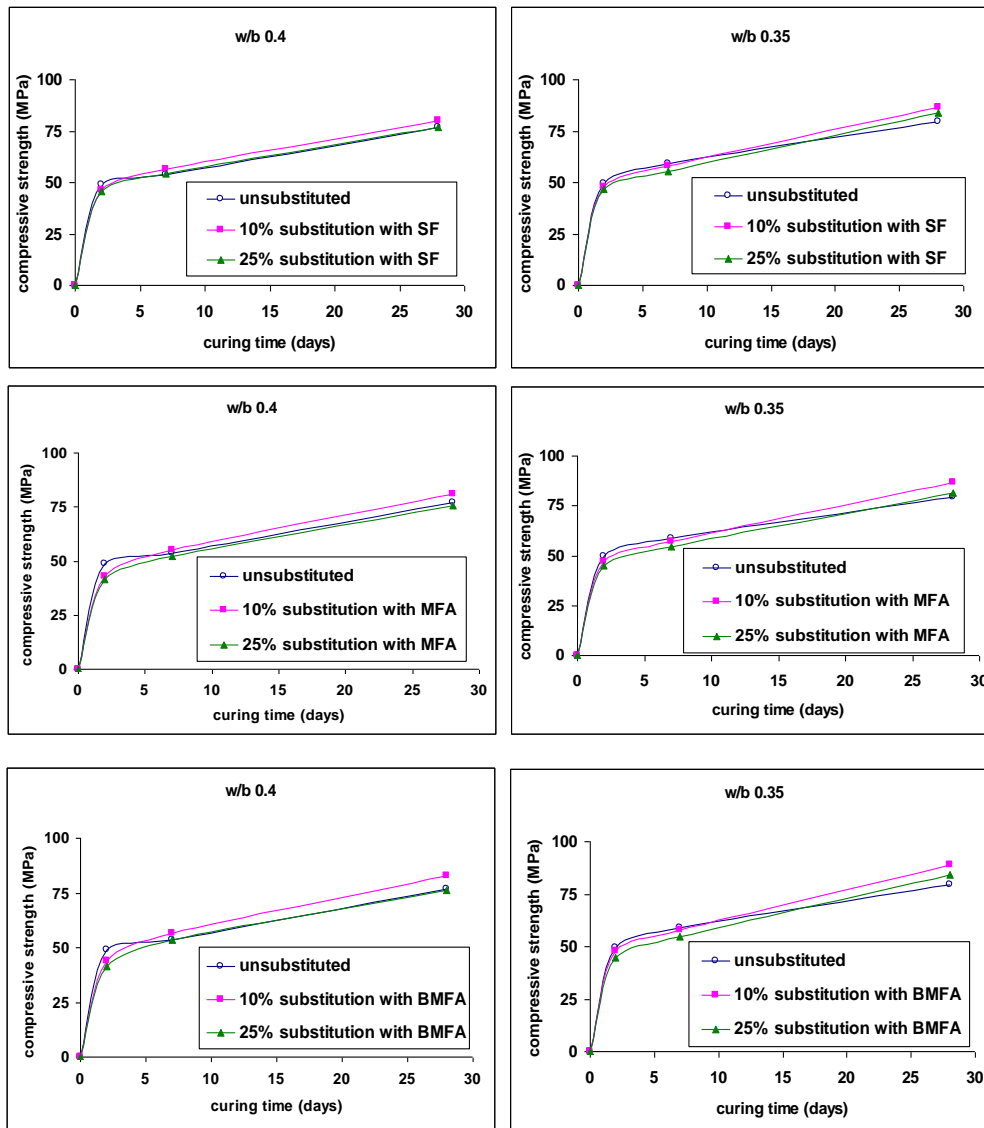 w/b 0.4
compressive strength (MPa)
100
75
50
25
0
unsubstituted
10% substitution with SF
25% substitution with SF
0 5 10 15 20 25 30
curing time (days)
w/b 0.35
compressive strength (MPa)
100
75
50
25
0
unsubstituted
10% substitution with SF
25% substitution with SF
0 5 10 15 20 25 30
curing time (days)
w/b 0.4
compressive strength (MPa)
100
75
50
25
0
unsubstituted
10% substitution with MFA
25% substitution with MFA
0 5 10 15 20 25 30
curing time (days)
w/b 0.35
compressive strength (MPa)
100
75
50
25
0
unsubstituted
10% substitution with MFA
25% substitution with MFA
0 5 10 15 20 25 30
curing time (days)
w/b 0.4
compressive strength (MPa)
100
75
50
25
0
unsubstituted
10% substitution with BMFA
25% substitution with BMFA
0 5 10 15 20 25 30
curing time (days)
w/b 0.35
compressive strength (MPa)
100
75
50
25
0
unsubstituted
10% substitution with BMFA
25% substitution with BMFA
0 5 10 15 20 25 30
curing time (days)